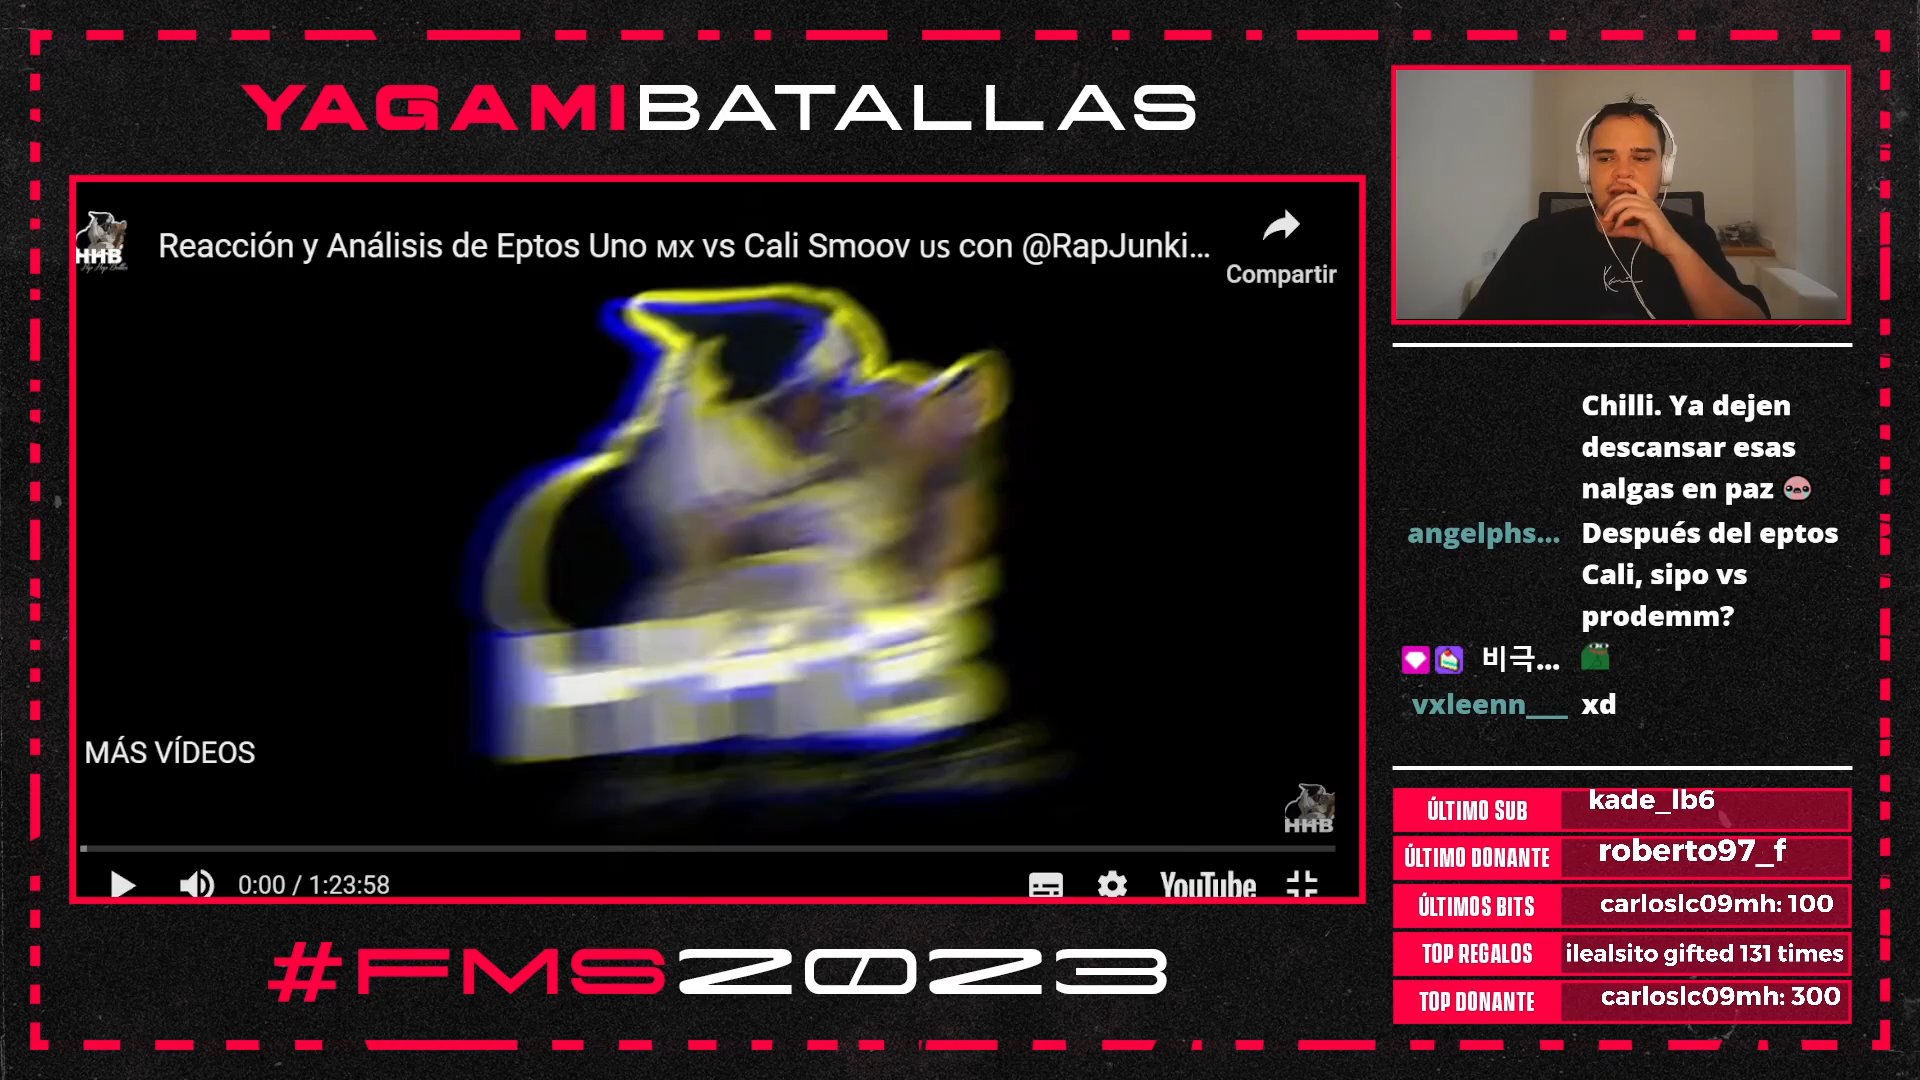 YAGAMIBATALLAS
HHB
Reacción y Análisis de Eptos Uno MX vs Cali Smoov US con @RapJunki...
Compartir
MÁS VÍDEOS
HHB
0:00 / 1:23:58
YouTube
#FMS2023
Chilli. Ya dejen
descansar esas
nalgas en paz
angelphs... Después del eptos
Cali, sipo vs
prodemm?
비극...
vxleenn___ xd
ÚLTIMO SUB kade_lb6
ÚLTIMO DONANTE roberto97_f
ÚLTIMOS BITS carloslc09mh: 100
TOP REGALOS ilealsito gifted 131 times
TOP DONANTE carloslc09mh: 300